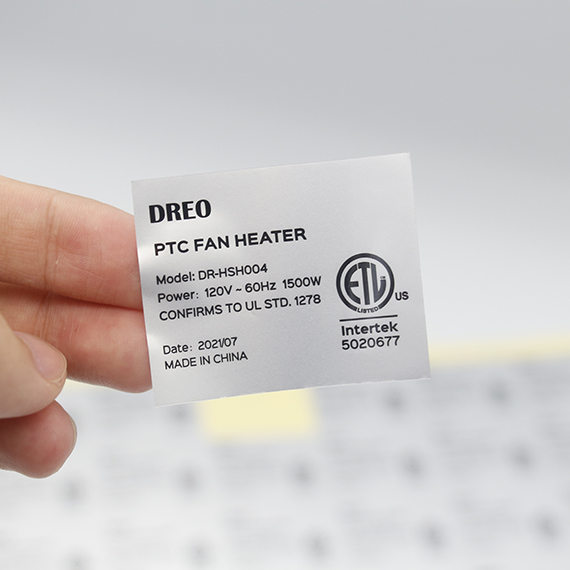 DREO
PTC FAN HEATER
Model: DR-HSH004
Power: 120V ~ 60Hz 1500W
CONFIRMS TO UL STD. 1278
Date: 2021/07
MADE IN CHINA
ETL
LISTED
US
Intertek
5020677